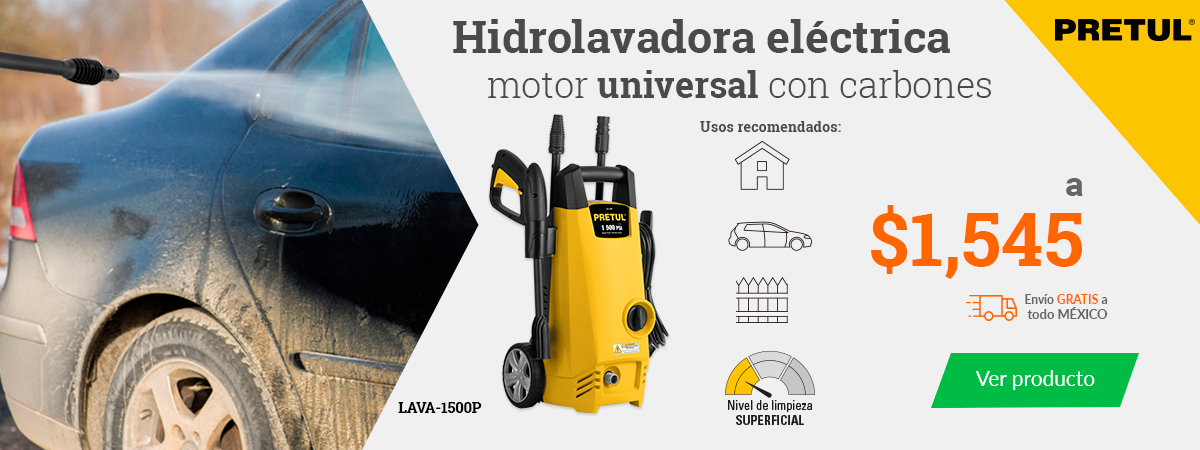 Hidrolavadora eléctrica
motor universal con carbones
PRETUL®
Usos recomendados:
PRETUL
1 500 PSI
a
$1,545
Envío GRATIS a
todo MÉXICO
Ver producto
LAVA-1500P
Nivel de limpieza
SUPERFICIAL